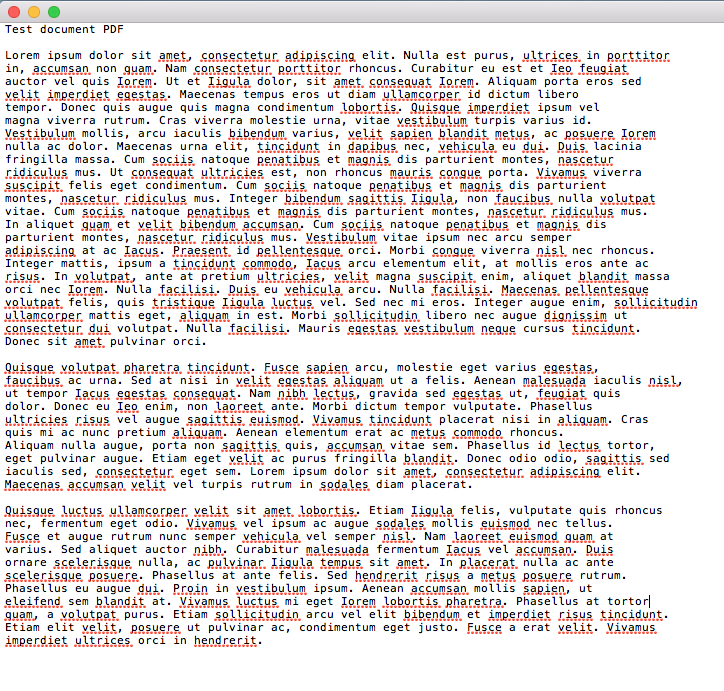 Test document PDF
Lorem ipsum dolor sit amet, consectetur adipiscing elit. Nulla est purus, ultrices in porttitor
in, accumsan non quam. Nam consectetur porttitor rhoncus. Curabitur eu est et Ieo feugiat
auctor vel quis Iorem. Ut et Iigula dolor, sit amet consequat Iorem. Aliquam porta eros sed
velit imperdiet egestas. Maecenas tempus eros ut diam ullamcorper id dictum libero
tempor. Donec quis augue quis magna condimentum lobortis. Quisque imperdiet ipsum vel
magna viverra rutrum. Cras viverra molestie urna, vitae vestibulum turpis varius id.
Vestibulum mollis, arcu iaculis bibendum varius, velit sapien blandit metus, ac posuere Iorem
nulla ac dolor. Maecenas urna elit, tincidunt in dapibus nec, vehicula eu dui. Duis lacinia
fringilla massa. Cum sociis natoque penatibus et magnis dis parturient montes, nascetur
ridiculus mus. Ut consequat ultricies est, non rhoncus mauris congue porta. Vivamus viverra
suscipit felis eget condimentum. Cum sociis natoque penatibus et magnis dis parturient
montes, nascetur ridiculus mus. Integer bibendum sagittis Iigula, non faucibus nulla volutpat
vitae. Cum sociis natoque penatibus et magnis dis parturient montes, nascetur ridiculus mus.
In aliquet quam et velit bibendum accumsan. Cum sociis natoque penatibus et magnis dis
parturient montes, nascetur ridiculus mus. Vestibulum vitae ipsum nec arcu semper
adipiscing at ac Iacus. Praesent id pellentesque orci. Morbi congue viverra nisl nec rhoncus.
Integer mattis, ipsum a tincidunt commodo, Iacus arcu elementum elit, at mollis eros ante ac
risus. In volutpat, ante at pretium ultricies, velit magna suscipit enim, aliquet blandit massa
orci nec Iorem. Nulla facilisi. Duis eu vehicula arcu. Nulla facilisi. Maecenas pellentesque
volutpat felis, quis tristique Iigula luctus vel. Sed nec mi eros. Integer augue enim, sollicitudin
ullamcorper mattis eget, aliquam in est. Morbi sollicitudin libero nec augue dignissim ut
consectetur dui volutpat. Nulla facilisi. Mauris egestas vestibulum neque cursus tincidunt.
Donec sit amet pulvinar orci.
Quisque volutpat pharetra tincidunt. Fusce sapien arcu, molestie eget varius egestas,
faucibus ac urna. Sed at nisi in velit egestas aliquam ut a felis. Aenean malesuada iaculis nisl,
ut tempor Iacus egestas consequat. Nam nibh lectus, gravida sed egestas ut, feugiat quis
dolor. Donec eu Ieo enim, non laoreet ante. Morbi dictum tempor vulputate. Phasellus
ultricies risus vel augue sagittis euismod. Vivamus tincidunt placerat nisi in aliquam. Cras
quis mi ac nunc pretium aliquam. Aenean elementum erat ac metus commodo rhoncus.
Aliquam nulla augue, porta non sagittis quis, accumsan vitae sem. Phasellus id lectus tortor,
eget pulvinar augue. Etiam eget velit ac purus fringilla blandit. Donec odio odio, sagittis sed
iaculis sed, consectetur eget sem. Lorem ipsum dolor sit amet, consectetur adipiscing elit.
Maecenas accumsan velit vel turpis rutrum in sodales diam placerat.
Quisque luctus ullamcorper velit sit amet lobortis. Etiam Iigula felis, vulputate quis rhoncus
nec, fermentum eget odio. Vivamus vel ipsum ac augue sodales mollis euismod nec tellus.
Fusce et augue rutrum nunc semper vehicula vel semper nisl. Nam laoreet euismod quam at
varius. Sed aliquet auctor nibh. Curabitur malesuada fermentum Iacus vel accumsan. Duis
ornare scelerisque nulla, ac pulvinar Iigula tempus sit amet. In placerat nulla ac ante
scelerisque posuere. Phasellus at ante felis. Sed hendrerit risus a metus posuere rutrum.
Phasellus eu augue dui. Proin in vestibulum ipsum. Aenean accumsan mollis sapien, ut
eleifend sem blandit at. Vivamus luctus mi eget Iorem lobortis pharetra. Phasellus at tortor
quam, a volutpat purus. Etiam sollicitudin arcu vel elit bibendum et imperdiet risus tincidunt.
Etiam elit velit, posuere ut pulvinar ac, condimentum eget justo. Fusce a erat velit. Vivamus
imperdiet ultrices orci in hendrerit.